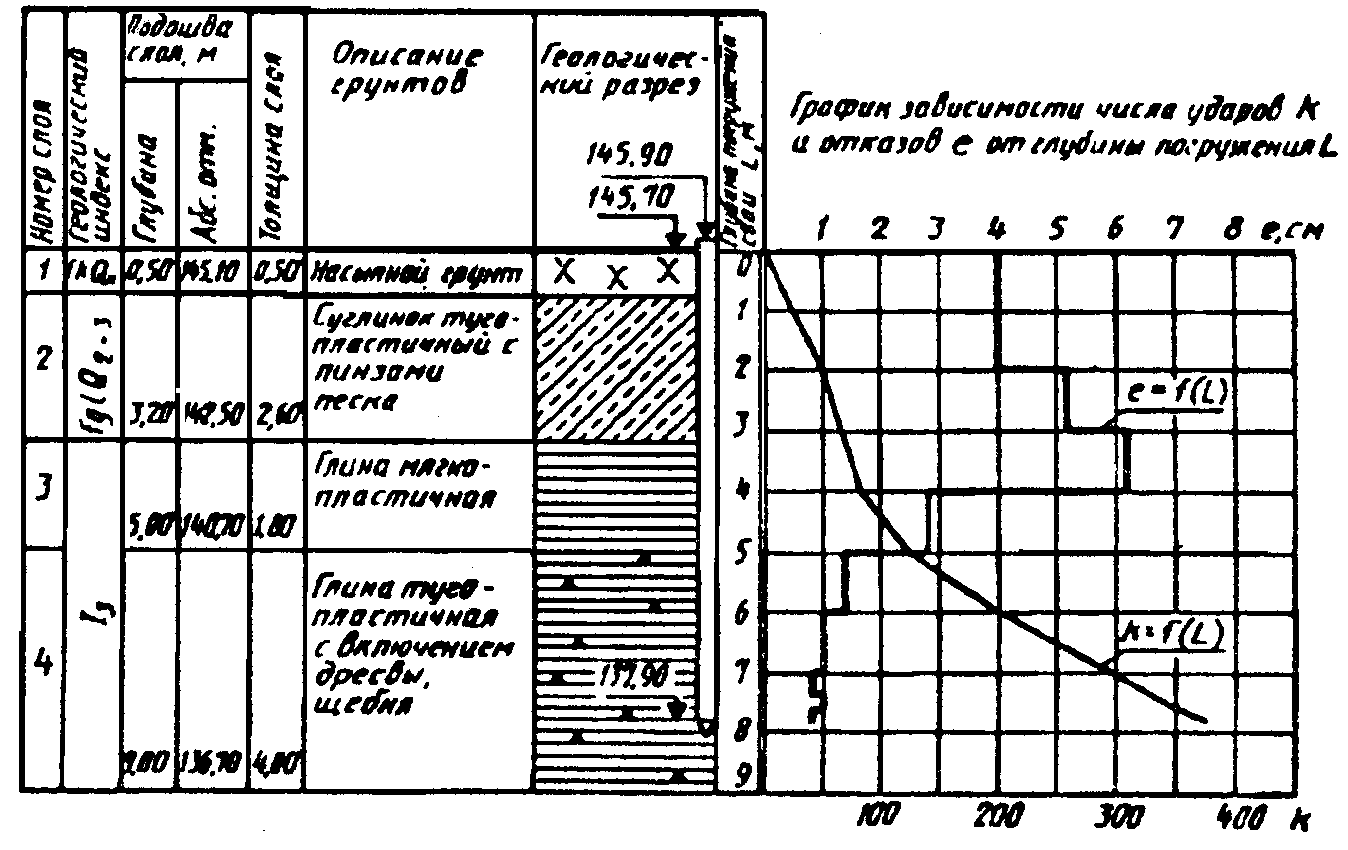 Номер слоя
Геологический
индекс
Подошва
слоя, м
Глубина
Абс. отм.
Толщина слоя
Описание
грунтов
Геологичес-
кий разрез
145,90
145,70
Глубина погружения
сваи L, м
График зависимости числа ударов k
и отказов e от глубины погружения L
1 2 3 4 5 6 7 8 e, см
1
0,50
145,10
0,50
Насыпной грунт
X X X
2
3,20
142,50
2,60
Суглинок туго-
пластичный с
линзами
песка
3
5,00
140,70
1,80
Глина мягко-
пластичная
4
I3
9,00
136,70
4,00
Глина туго-
пластичная
с включением
дресвы,
щебня
0
1
2
3
4
5
6
7
8
9
e = f(L)
k = f(L)
100 200 300 400 k